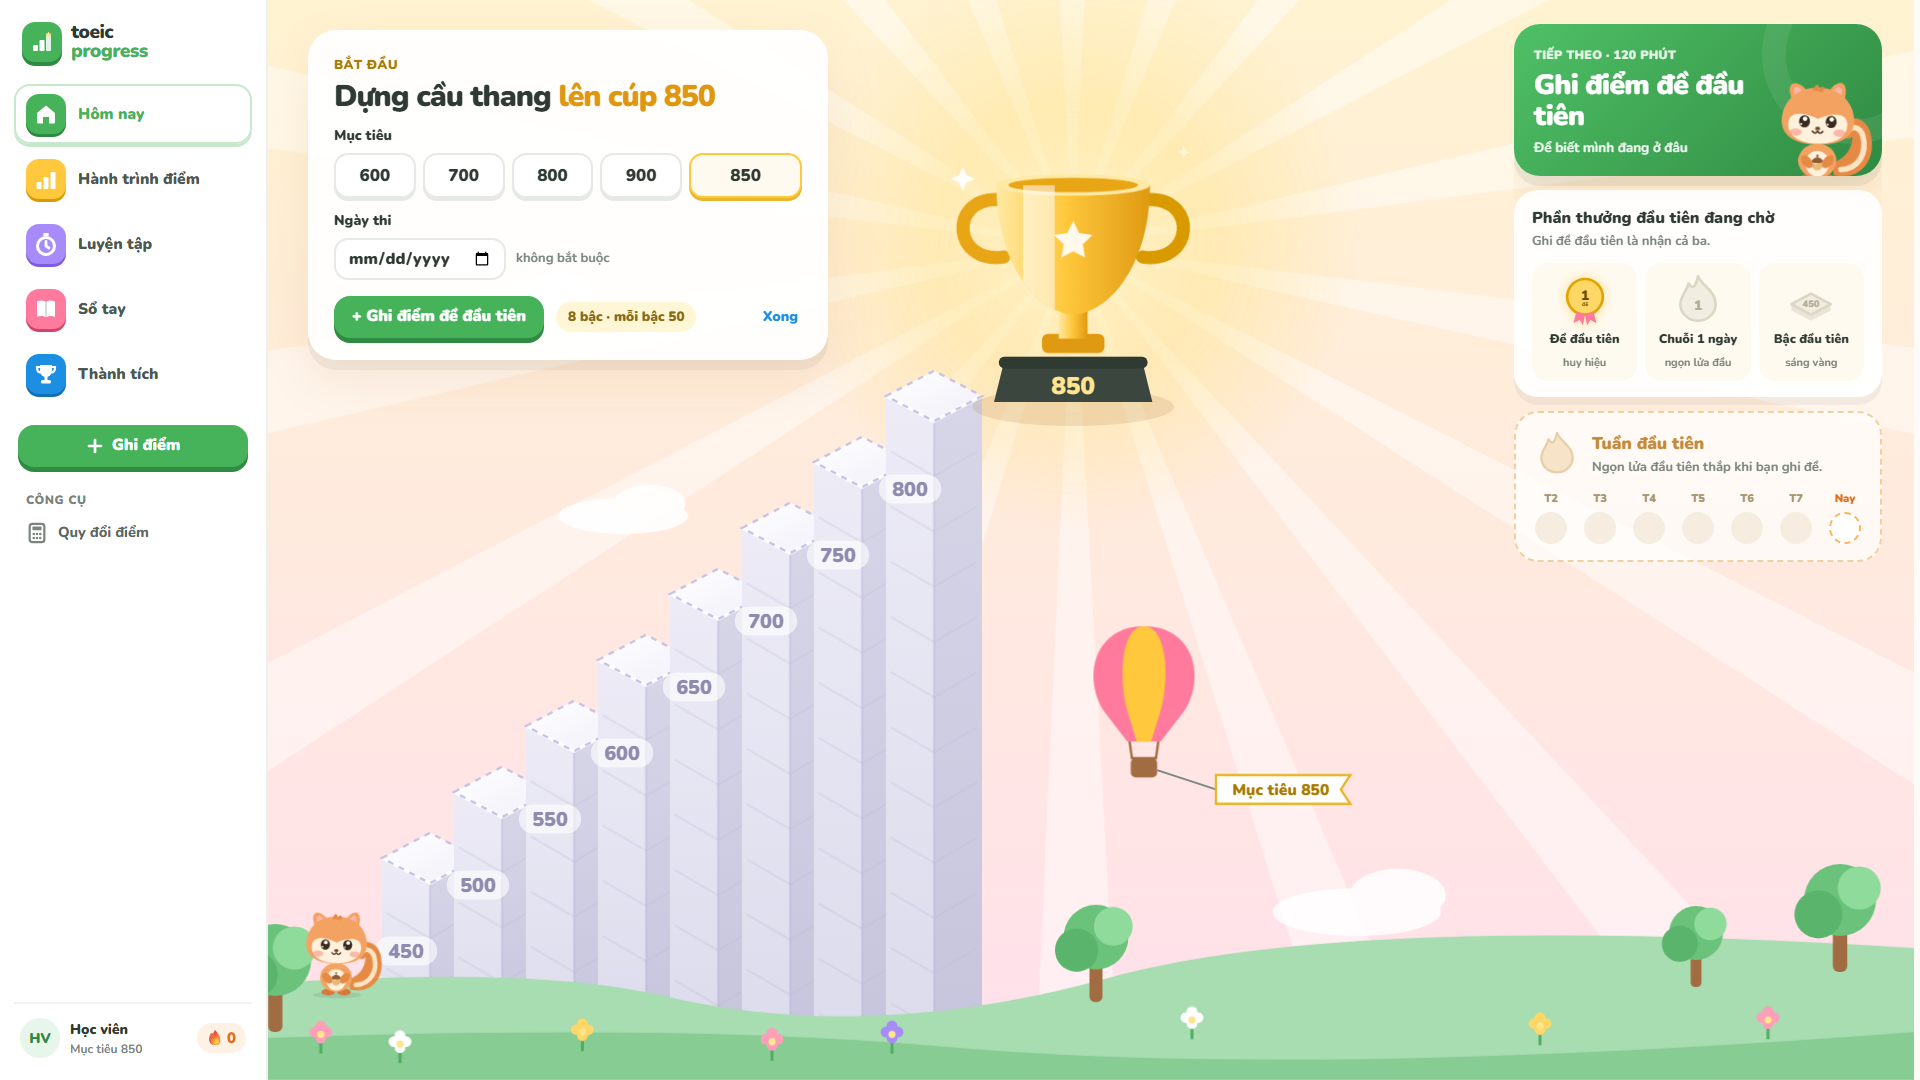 toeic
progress
Hôm nay
Hành trình điểm
Luyện tập
Sổ tay
Thành tích
Ghi điểm
CÔNG CỤ
Quy đổi điểm
HV
Học viên
Mục tiêu 850
0
BẮT ĐẦU
Dựng cầu thang lên cúp 850
Mục tiêu
600 700 800 900 850
Ngày thi
mm/dd/yyyy không bắt buộc
+ Ghi điểm đề đầu tiên 8 bậc · mỗi bậc 50 Xong
850
800
750
700
650
600
550
500
450
Mục tiêu 850
TIẾP THEO · 120 PHÚT
Ghi điểm đề đầu
tiên
Để biết mình đang ở đâu
Phần thưởng đầu tiên đang chờ
Ghi đề đầu tiên là nhận cả ba.
1 1 450
đề
Đề đầu tiên Chuỗi 1 ngày Bậc đầu tiên
huy hiệu ngọn lửa đầu sáng vàng
Tuần đầu tiên
Ngọn lửa đầu tiên thắp khi bạn ghi đề.
T2 T3 T4 T5 T6 T7 Nay